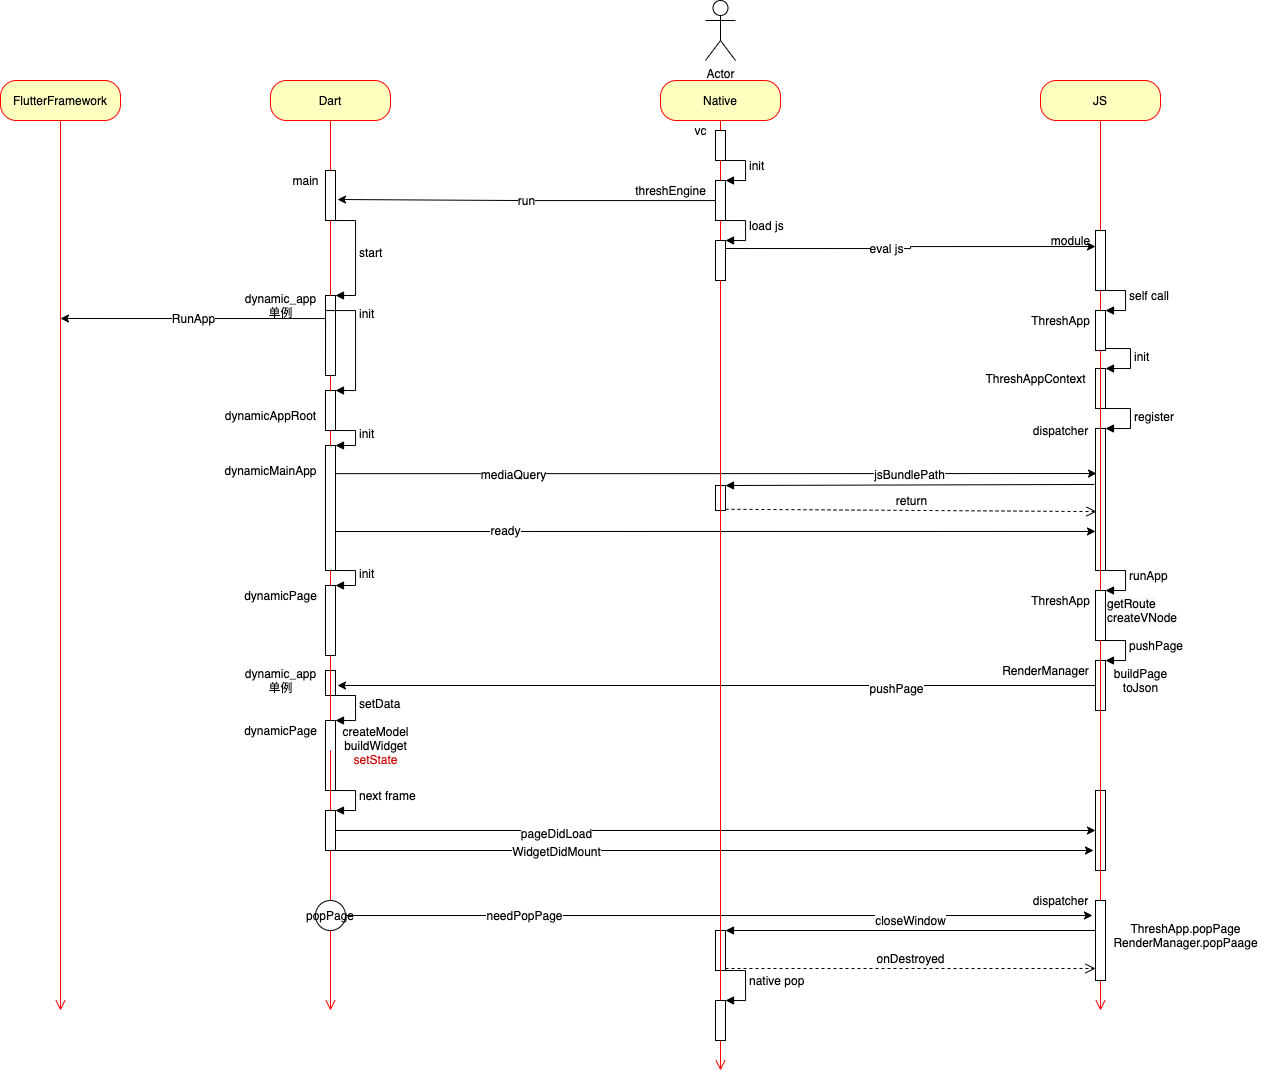 Actor
FlutterFramework
Dart
Native
JS
vc
init
main
threshEngine
run
load js
module
eval js
start
self call
dynamic_app
单例
init
RunApp
ThreshApp
init
ThreshAppContext
dynamicAppRoot
register
init
dispatcher
dynamicMainApp
mediaQuery
jsBundlePath
return
ready
init
runApp
dynamicPage
ThreshApp
getRoute
createVNode
pushPage
dynamic_app
单例
RenderManager
buildPage
toJson
pushPage
setData
dynamicPage
createModel
buildWidget
setState
next frame
pageDidLoad
WidgetDidMount
dispatcher
popPage
needPopPage
closeWindow
ThreshApp.popPage
RenderManager.popPaage
onDestroyed
native pop